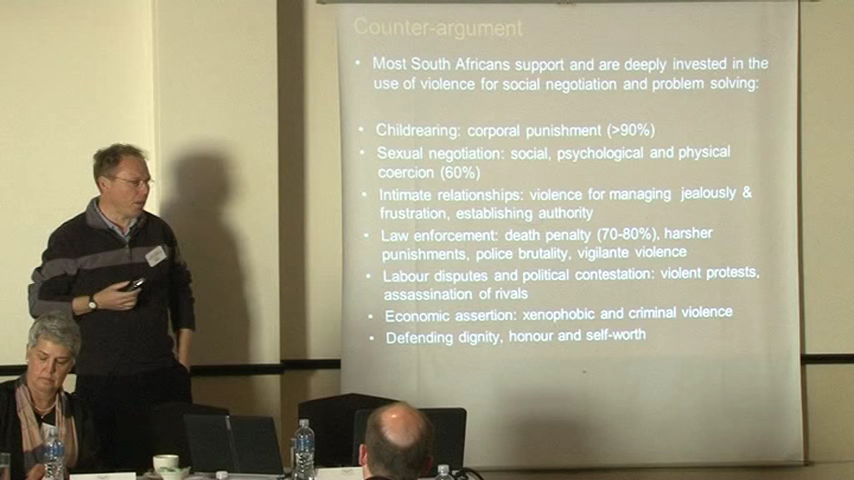 Counter-argument
• Most South Africans support and are deeply invested in the
use of violence for social negotiation and problem solving:
• Childrearing: corporal punishment (>90%)
• Sexual negotiation: social, psychological and physical
coercion (60%)
• Intimate relationships: violence for managing jealously &
frustration, establishing authority
• Law enforcement: death penalty (70-80%), harsher
punishments, police brutality, vigilante violence
• Labour disputes and political contestation: violent protests,
assassination of rivals
• Economic assertion: xenophobic and criminal violence
• Defending dignity, honour and self-worth